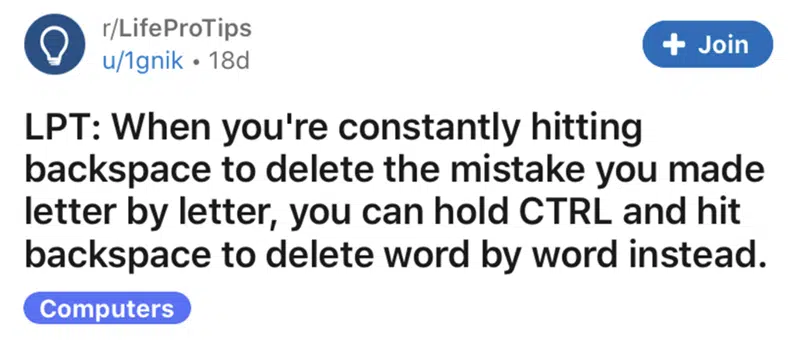 r/LifeProTips
u/1gnik • 18d
+ Join
LPT: When you're constantly hitting
backspace to delete the mistake you made
letter by letter, you can hold CTRL and hit
backspace to delete word by word instead.
Computers